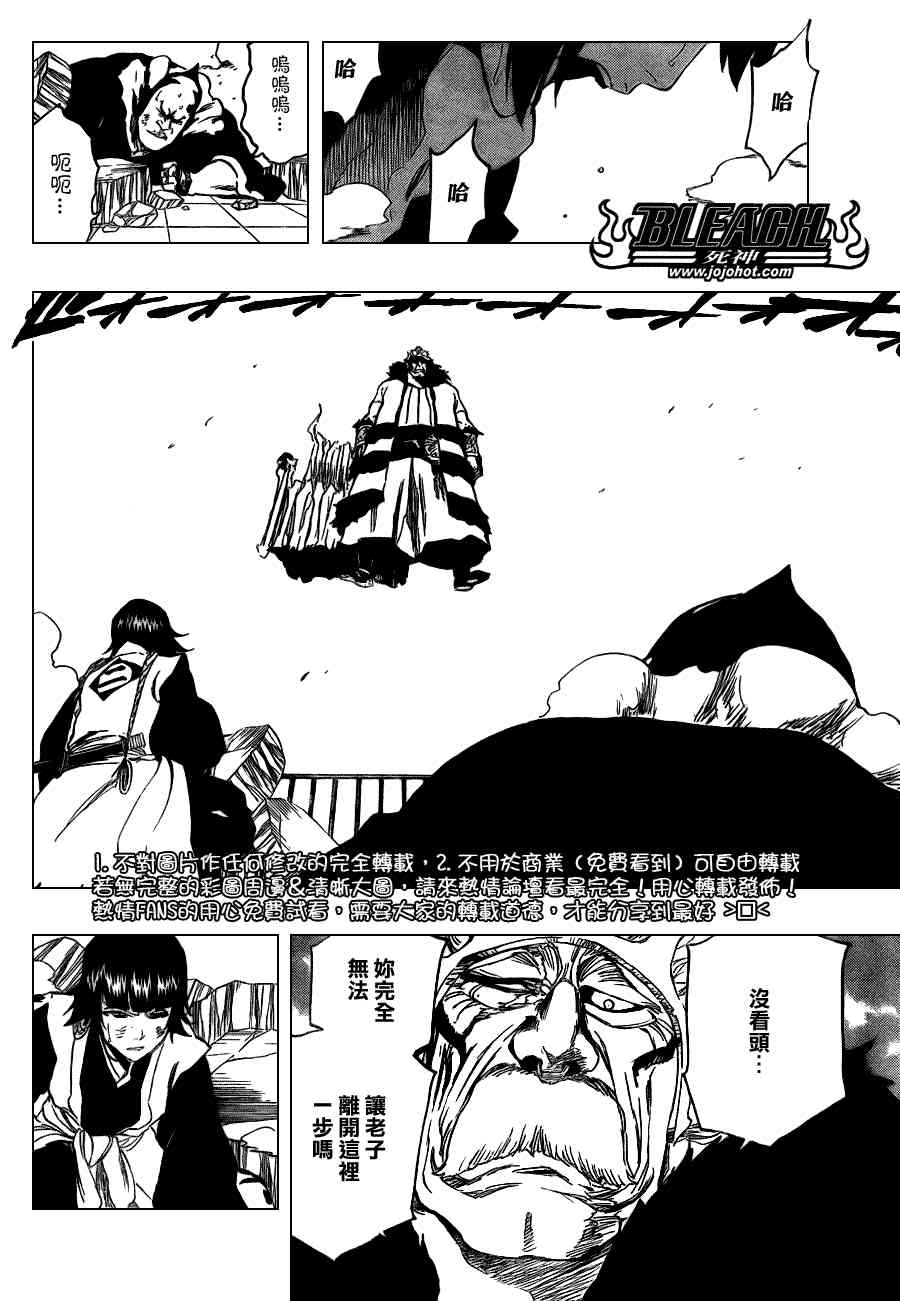 哈
哈
哈
BLEACH
死神
www.jojohot.com
嗚嗚嗚…
呃呃…
1. 不對圖片作任何修改的完全轉載，2. 不用於商業（免費看到）可自由轉載
若無完整的彩圖周邊＆清晰大圖，請來熱情論壇看最完全！用心轉載發佈！
熱情FANS的用心免費試看，需要大家的轉載道德，才能分享到最好 >口<
沒看頭…
妳完全
無法
讓老子
離開這裡
一步嗎